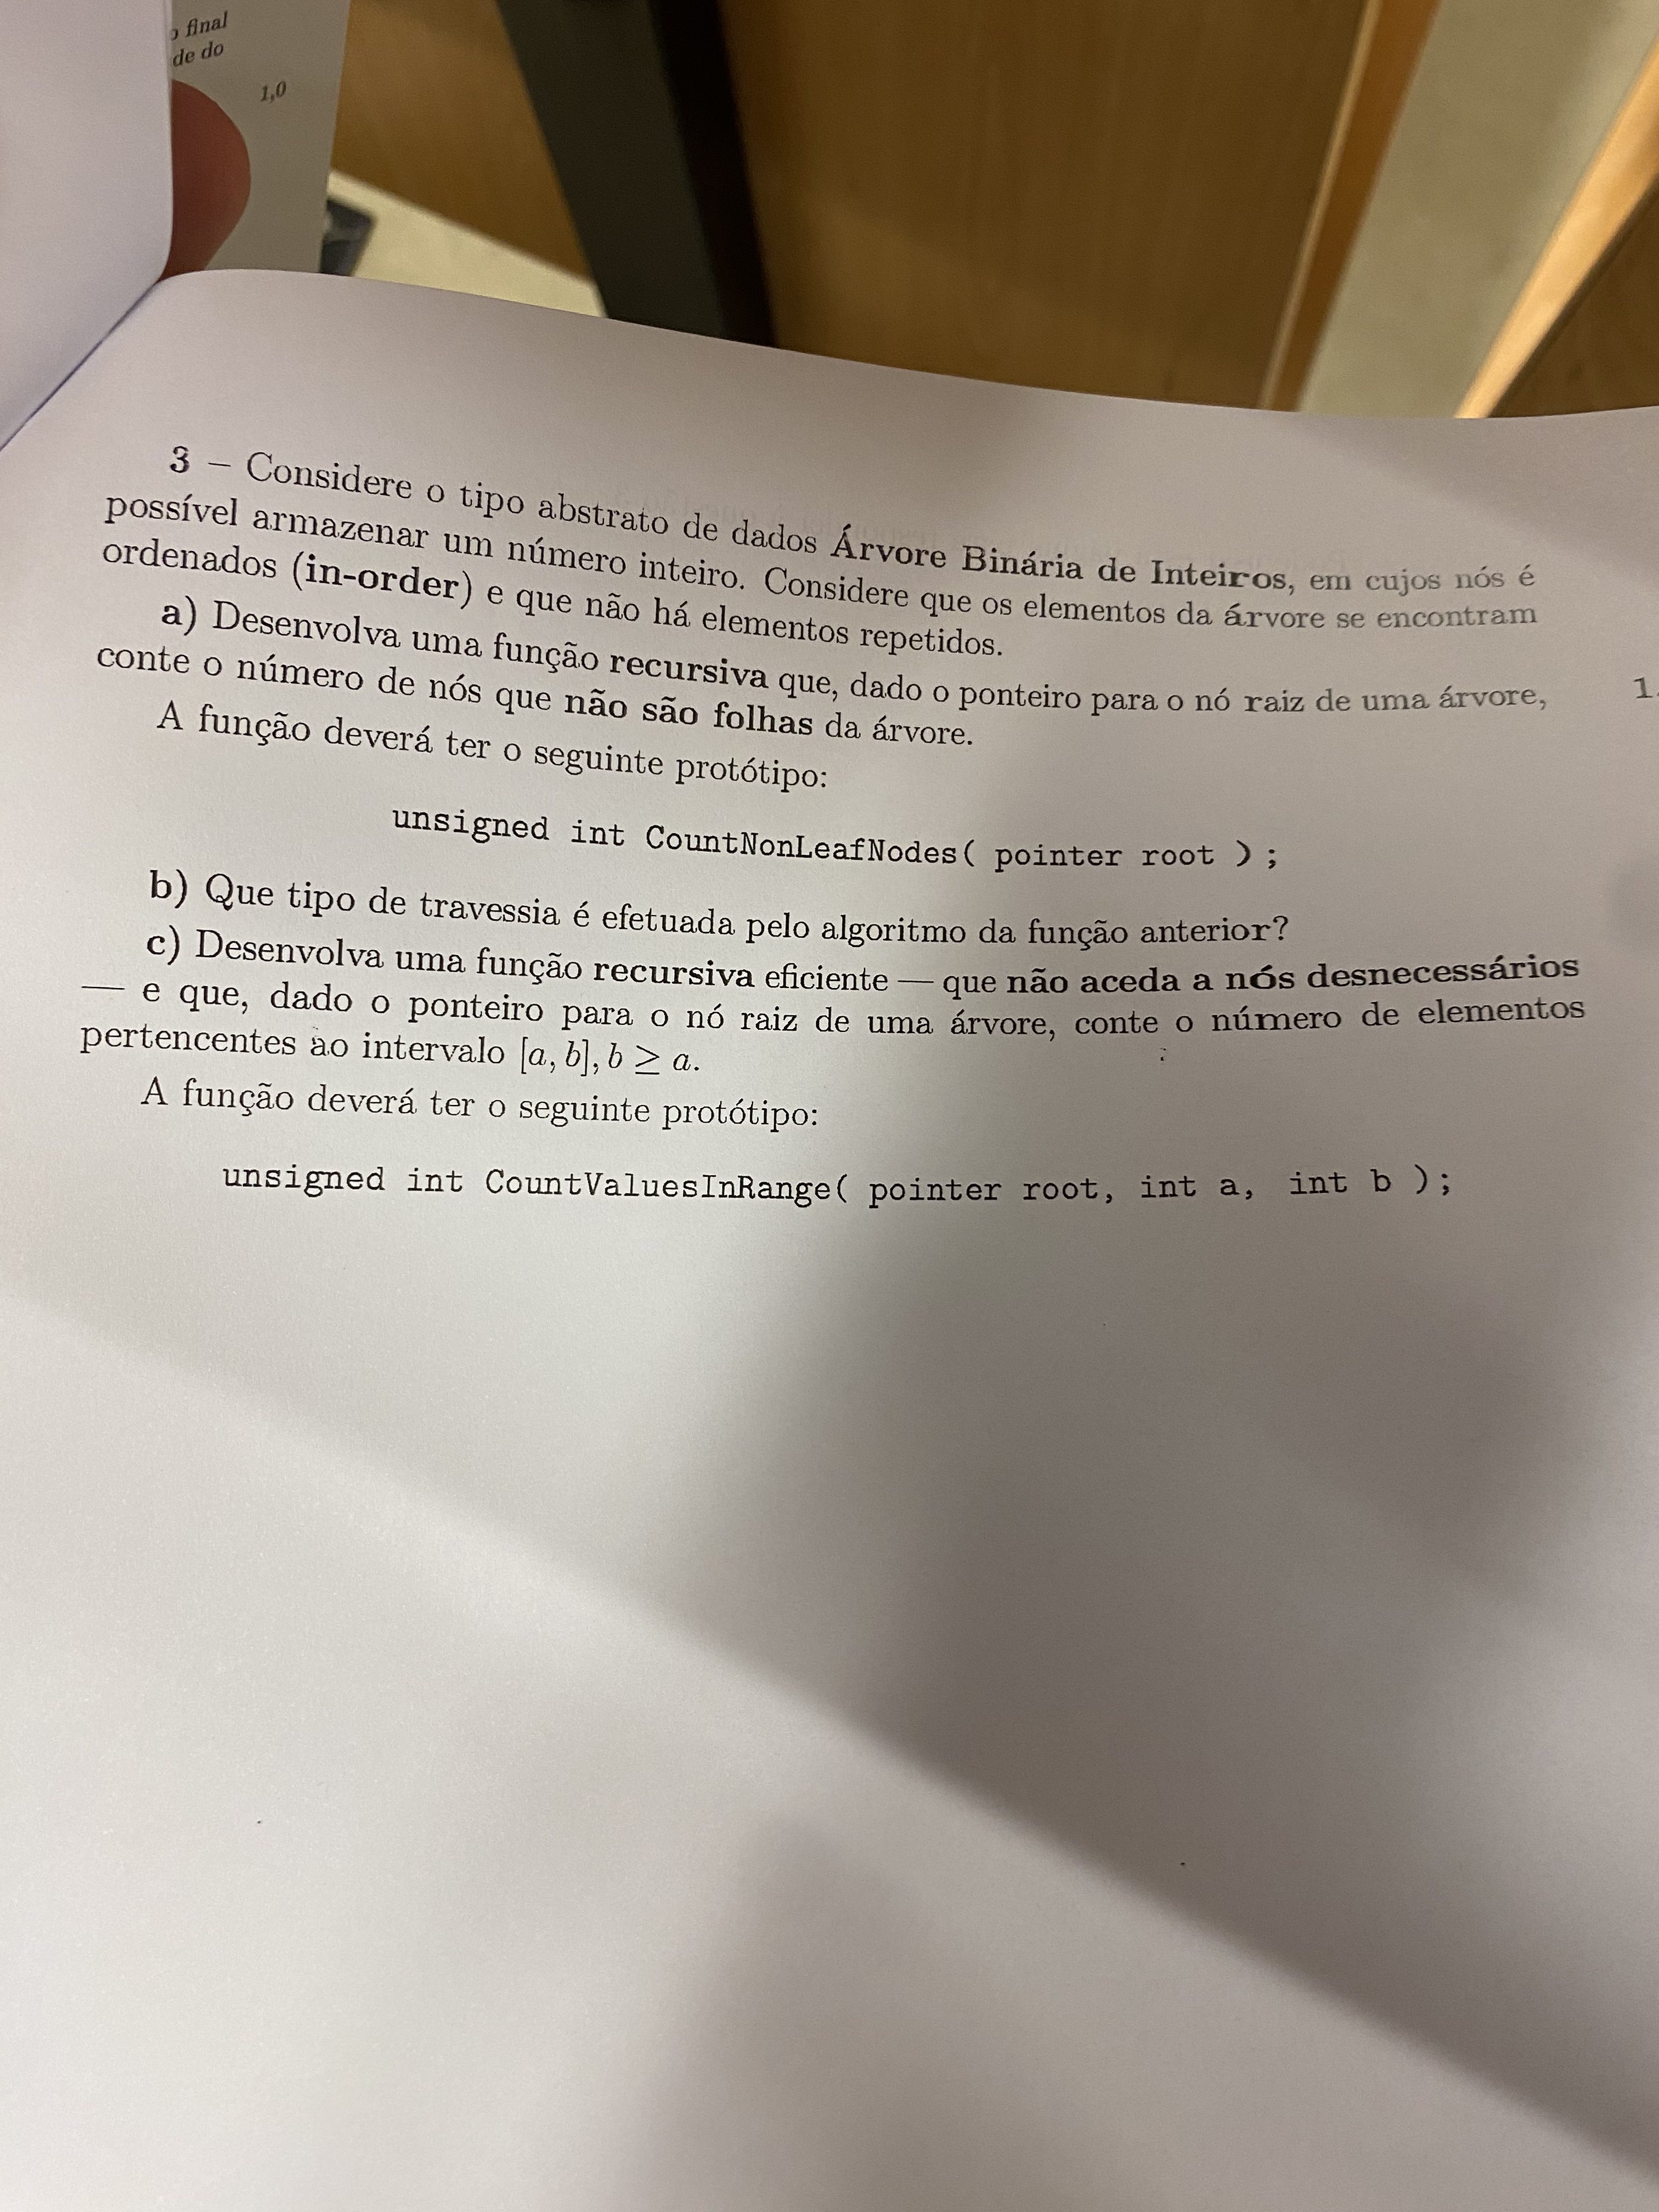 final
de do
1,0
3 – Considere o tipo abstrato de dados Árvore Binária de Inteiros, em cujos nós é
possível armazenar um número inteiro. Considere que os elementos da árvore se encontram
ordenados (in-order) e que não há elementos repetidos.
a) Desenvolva uma função recursiva que, dado o ponteiro para o nó raiz de uma árvore,
conte o número de nós que não são folhas da árvore.
A função deverá ter o seguinte protótipo:
unsigned int CountNonLeafNodes( pointer root );
b) Que tipo de travessia é efetuada pelo algoritmo da função anterior?
c) Desenvolva uma função recursiva eficiente — que não aceda a nós desnecessários
— e que, dado o ponteiro para o nó raiz de uma árvore, conte o número de elementos
pertencentes ao intervalo [a, b], b ≥ a.
A função deverá ter o seguinte protótipo:
unsigned int CountValuesInRange( pointer root, int a, int b );